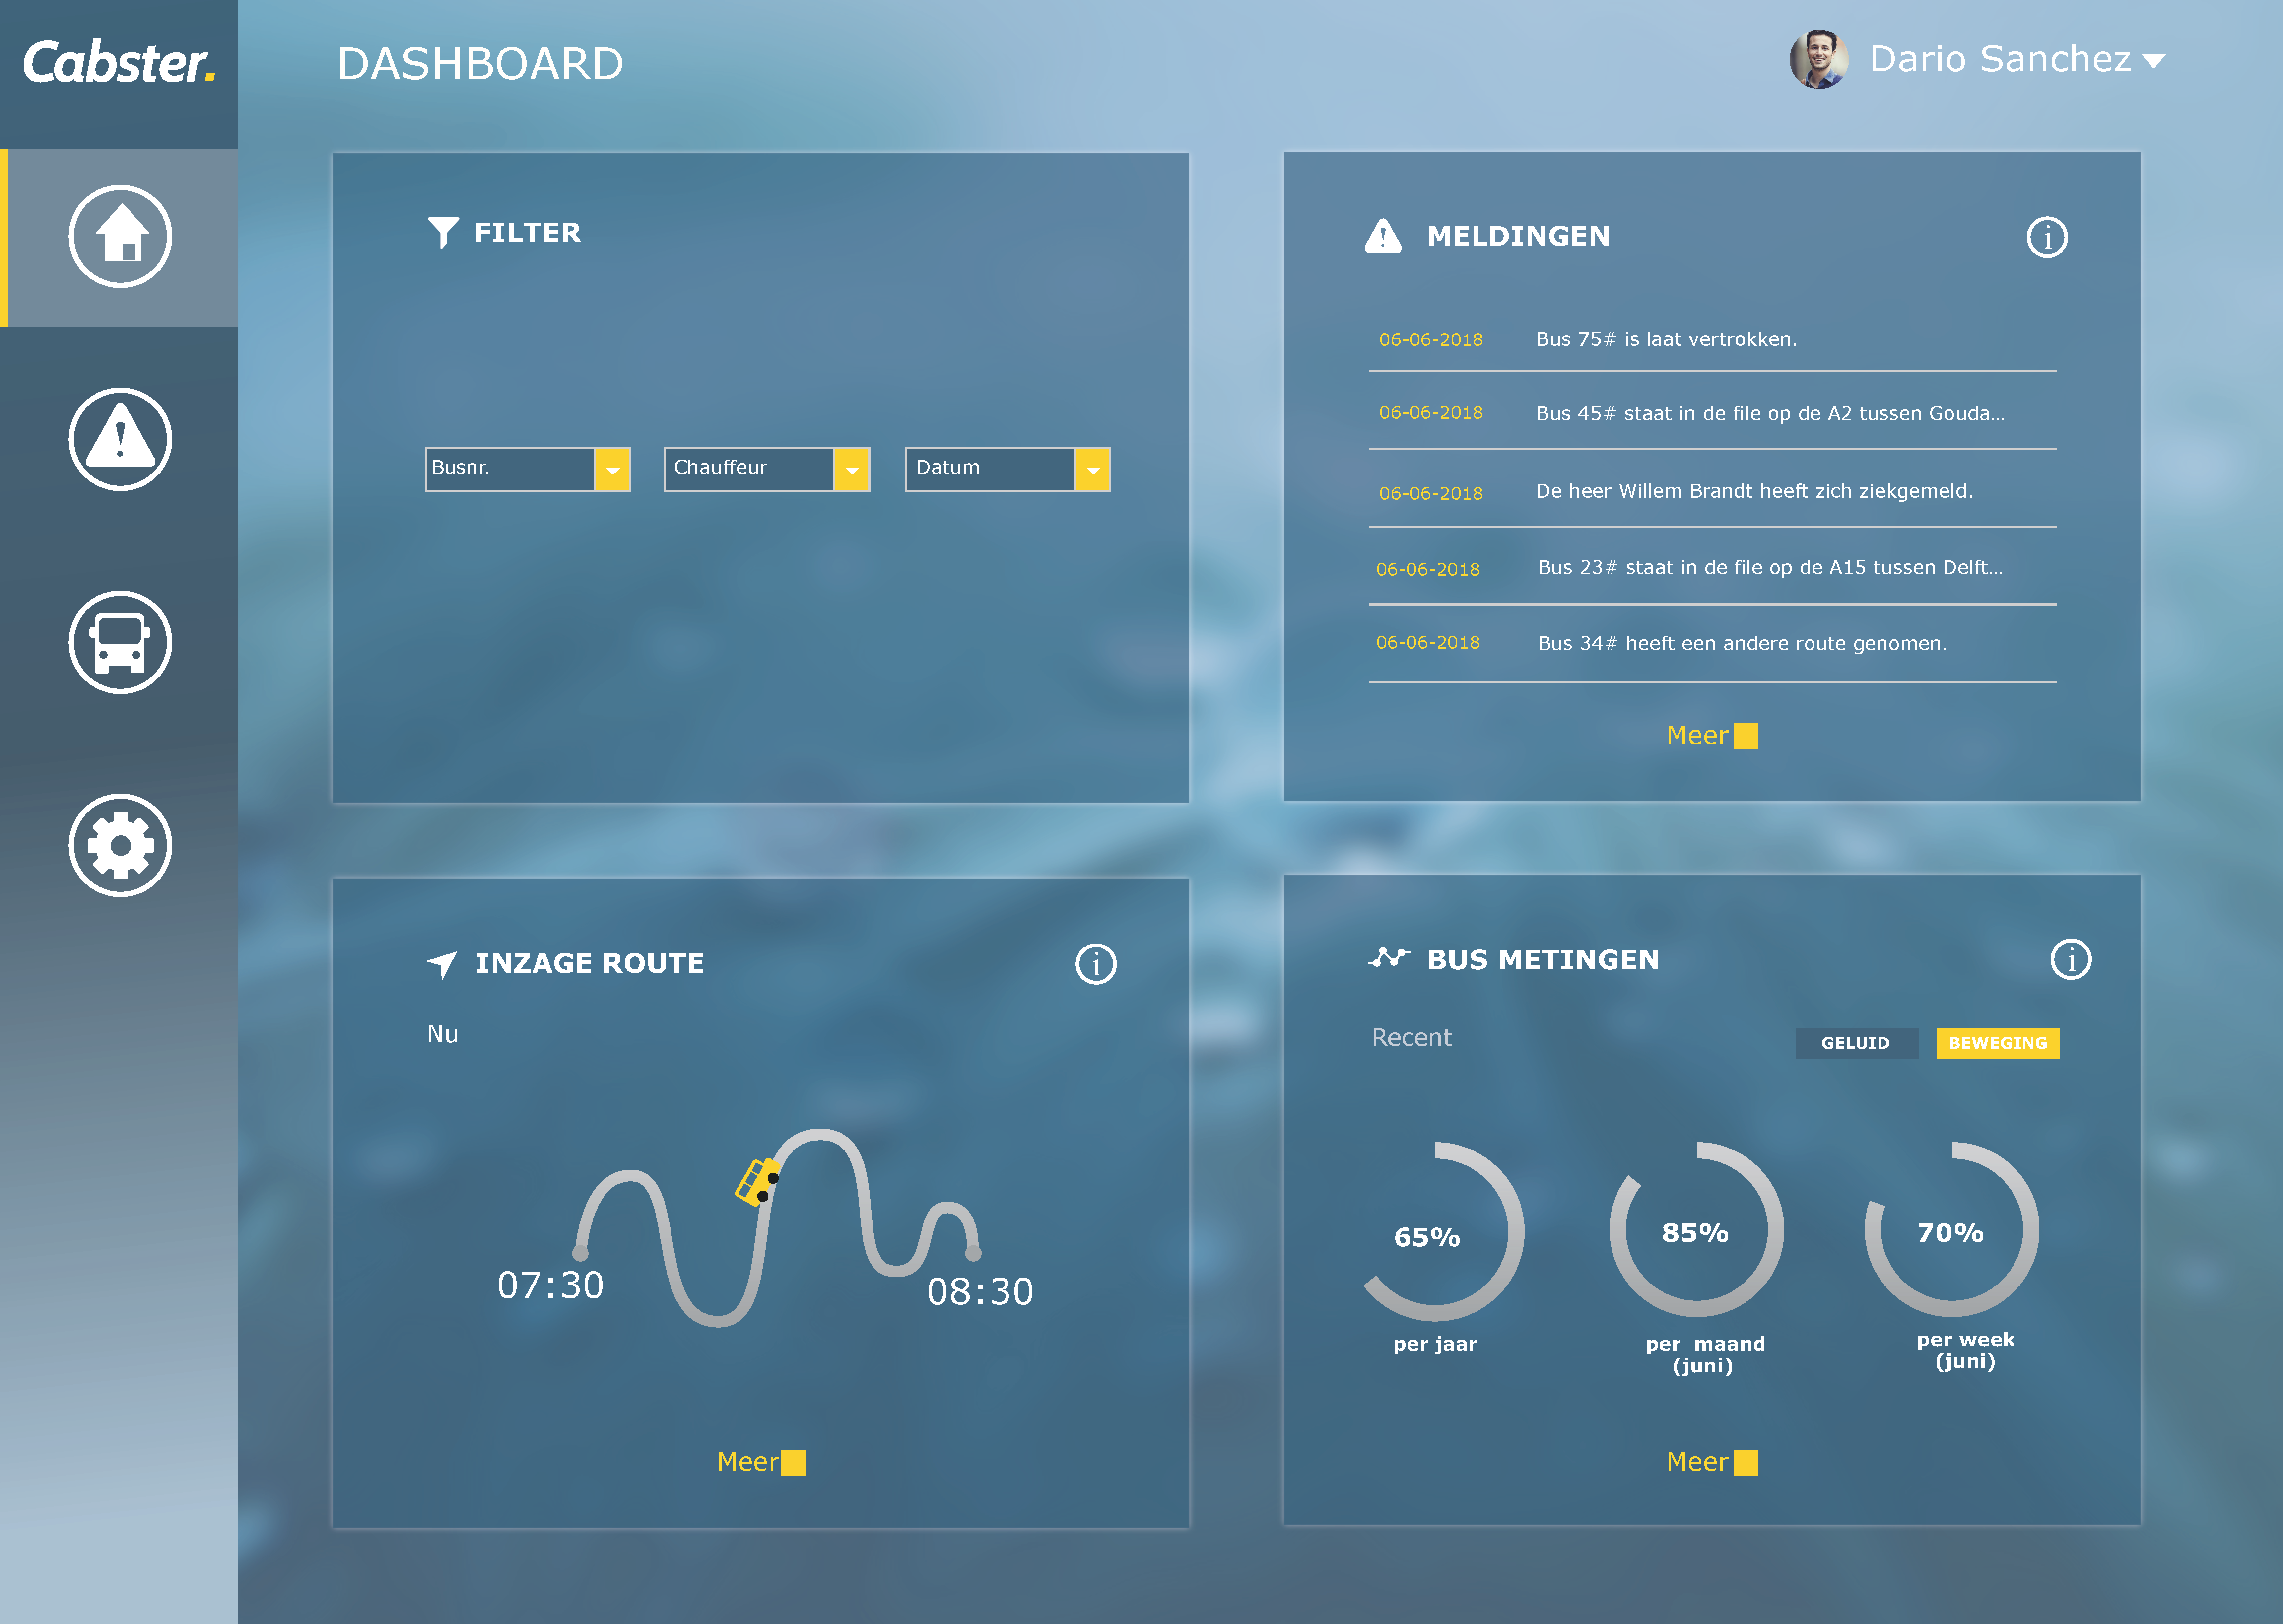 Cabster.
DASHBOARD
Dario Sanchez
FILTER
Busnr.
Chauffeur
Datum
MELDINGEN
i
06-06-2018 Bus 75# is laat vertrokken.
06-06-2018 Bus 45# staat in de file op de A2 tussen Gouda...
06-06-2018 De heer Willem Brandt heeft zich ziekgemeld.
06-06-2018 Bus 23# staat in de file op de A15 tussen Delft...
06-06-2018 Bus 34# heeft een andere route genomen.
Meer
INZAGE ROUTE
i
Nu
07:30
08:30
Meer
BUS METINGEN
i
Recent
GELUID
BEWEGING
65%
85%
70%
per jaar
per  maand
(juni)
per week
(juni)
Meer